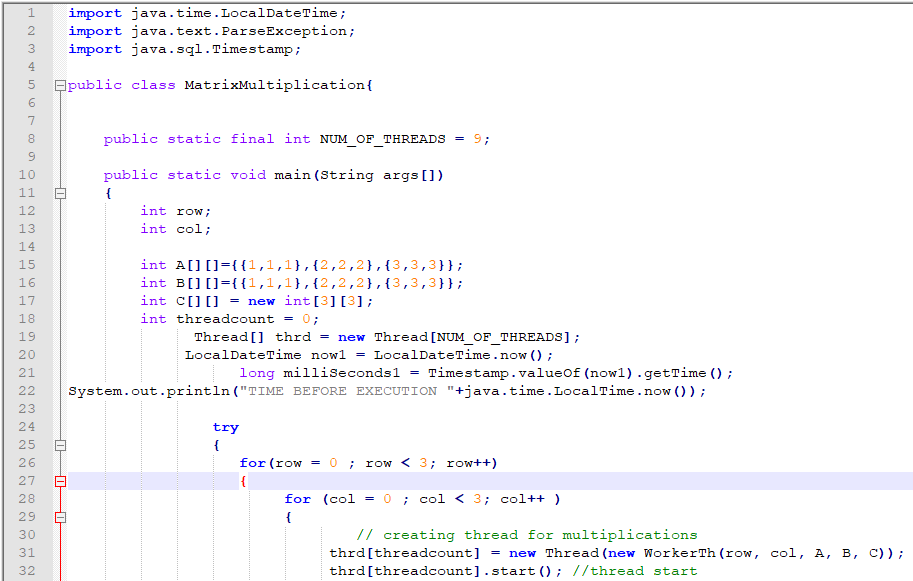 1 import java.time.LocalDateTime;
2 import java.text.ParseException;
3 import java.sql.Timestamp;
4
5 public class MatrixMultiplication{
6
7
8 public static final int NUM_OF_THREADS = 9;
9
10 public static void main(String args[])
11 {
12 int row;
13 int col;
14
15 int A[][]={{1,1,1},{2,2,2},{3,3,3}};
16 int B[][]={{1,1,1},{2,2,2},{3,3,3}};
17 int C[][] = new int[3][3];
18 int threadcount = 0;
19 Thread[] thrd = new Thread[NUM_OF_THREADS];
20 LocalDateTime now1 = LocalDateTime.now();
21 long milliSeconds1 = Timestamp.valueOf(now1).getTime();
22 System.out.println("TIME BEFORE EXECUTION "+java.time.LocalTime.now());
23
24 try
25 {
26 for(row = 0 ; row < 3; row++)
27 {
28 for (col = 0 ; col < 3; col++ )
29 {
30 // creating thread for multiplications
31 thrd[threadcount] = new Thread(new WorkerTh(row, col, A, B, C));
32 thrd[threadcount].start(); //thread start